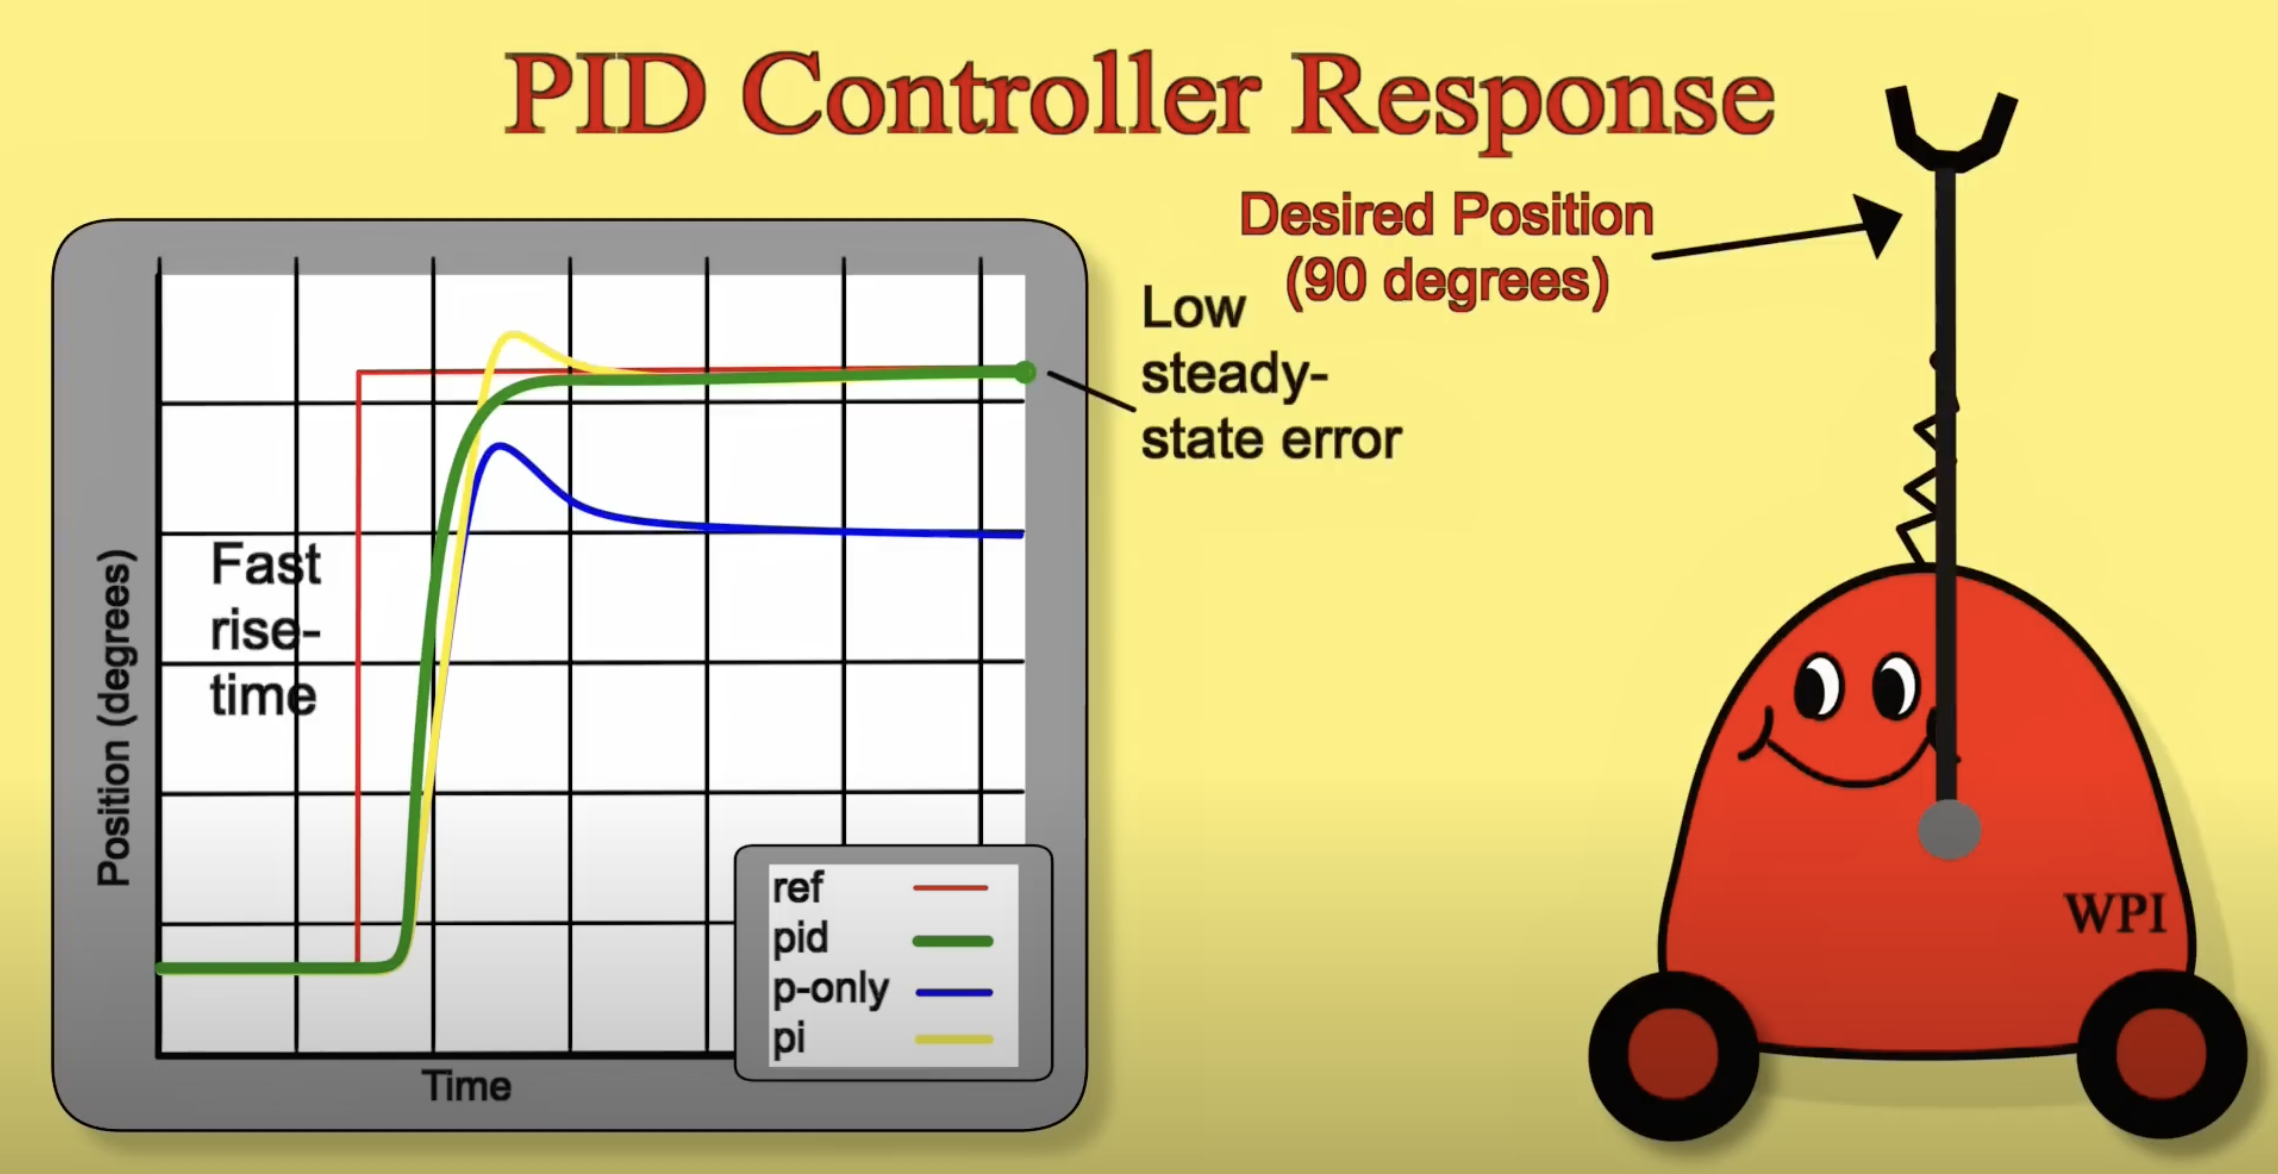 PID Controller Response
Desired Position
(90 degrees)
Low
steady-
state error
Fast
rise-
time
Position (degrees)
Time
ref
pid
p-only
pi
WPI